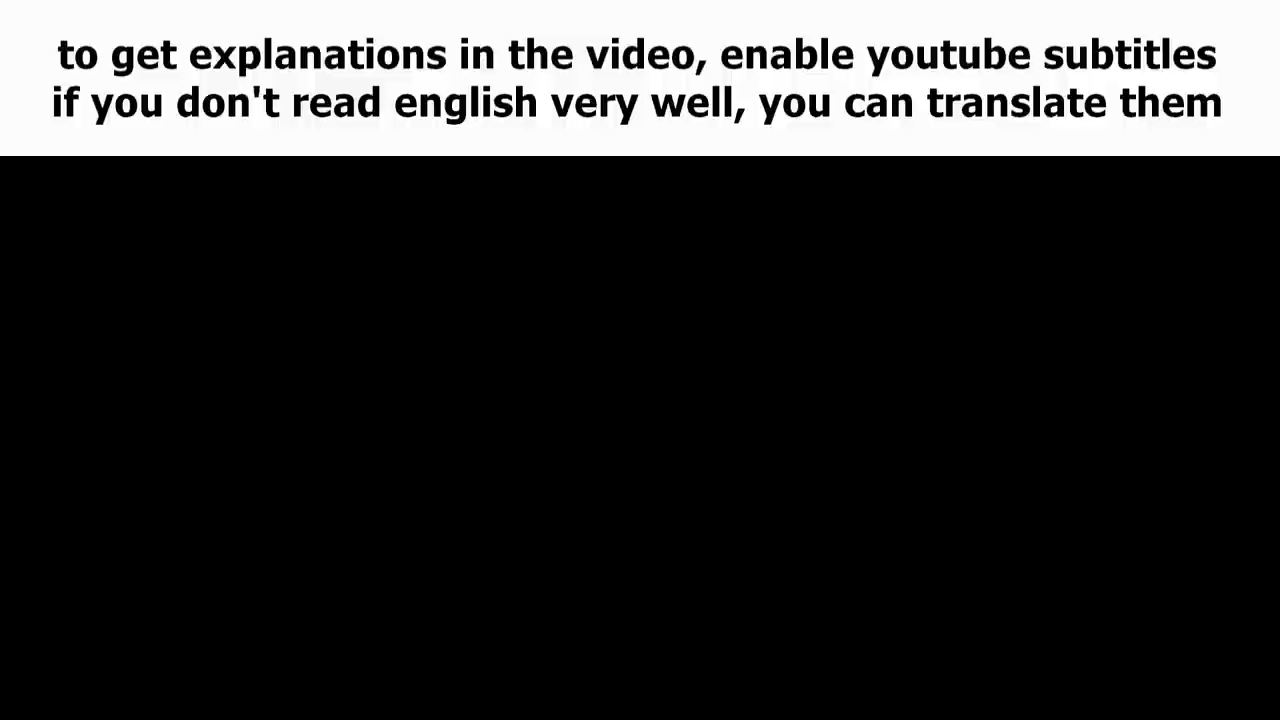 to get explanations in the video, enable youtube subtitles
if you don't read english very well, you can translate them